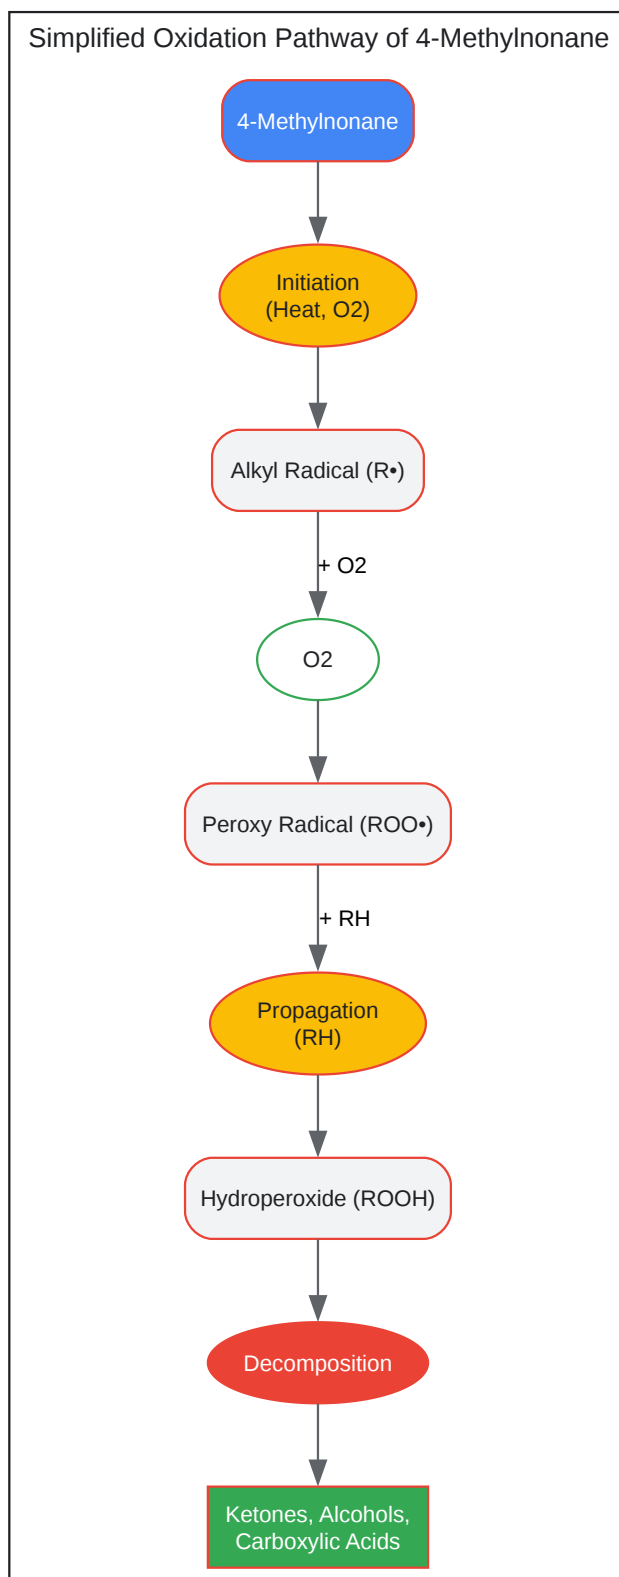 Simplified Oxidation Pathway of 4-Methylnonane
4-Methylnonane
Initiation
(Heat, O2)
Alkyl Radical (R•)
+ O2
O2
Peroxy Radical (ROO•)
+ RH
Propagation
(RH)
Hydroperoxide (ROOH)
Decomposition
Ketones, Alcohols,
Carboxylic Acids